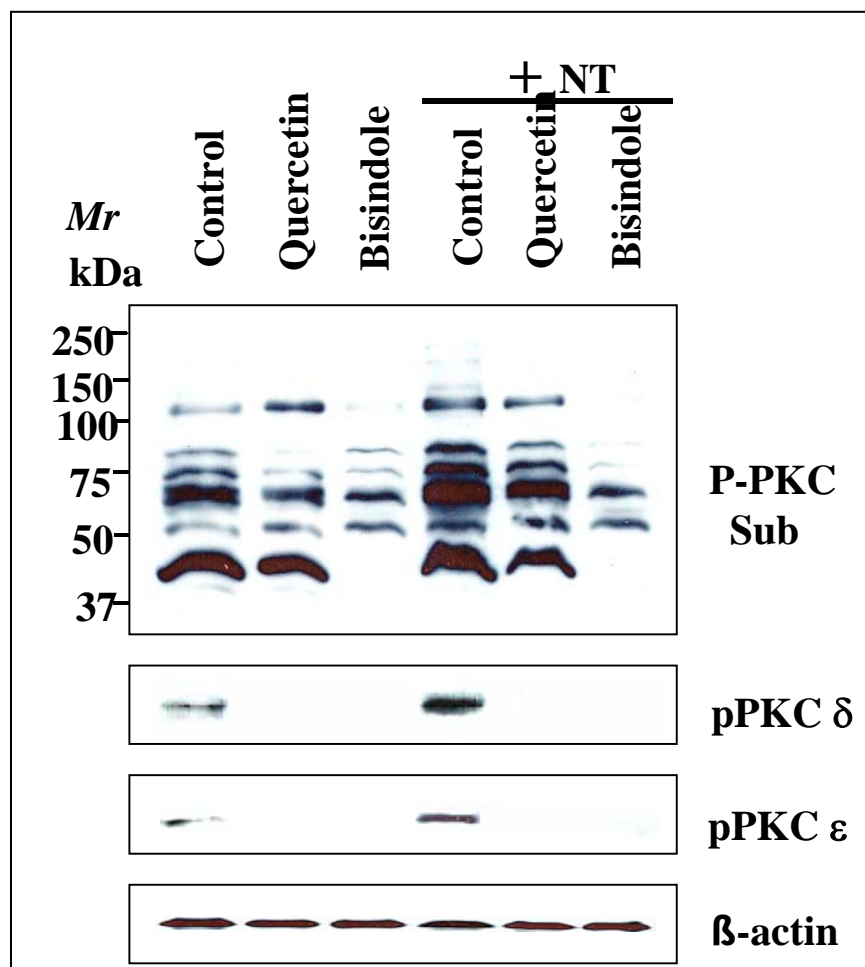 + NT
Control
Quercetin
Bisindole
Control
Quercetin
Bisindole
Mr
kDa
250
150
100
75
50
37
P-PKC
Sub
pPKC δ
pPKC ε
ß-actin